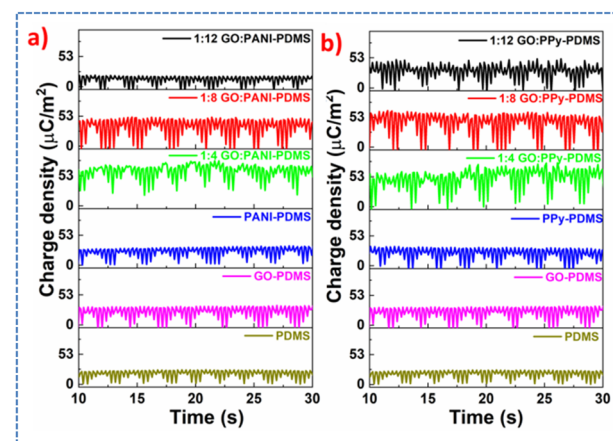 a)
Charge density (µC/m²)
1:12 GO:PANI-PDMS
53
0
1:8 GO:PANI-PDMS
53
0
1:4 GO:PANI-PDMS
53
0
PANI-PDMS
53
0
GO-PDMS
53
0
PDMS
53
0
10 15 20 25 30
Time (s)
b)
Charge density (µC/m²)
1:12 GO:PPy-PDMS
53
0
1:8 GO:PPy-PDMS
53
0
1:4 GO:PPy-PDMS
53
0
PPy-PDMS
53
0
GO-PDMS
53
0
PDMS
53
0
10 15 20 25 30
Time (s)